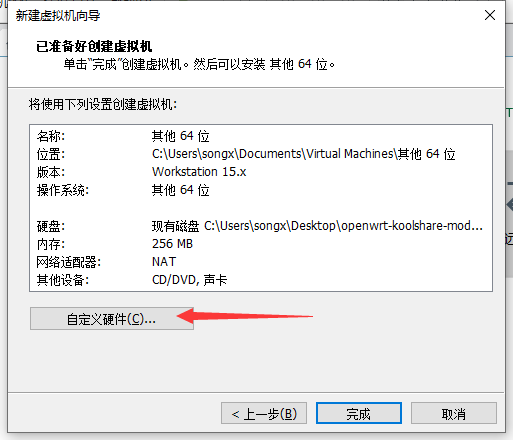 新建虚拟机向导
已准备好创建虚拟机
单击“完成”创建虚拟机。然后可以安装 其他 64 位。
将使用下列设置创建虚拟机:
名称: 其他 64 位
位置: C:\Users\songx\Documents\Virtual Machines\其他 64 位
版本: Workstation 15.x
操作系统: 其他 64 位
硬盘: 现有磁盘 C:\Users\songx\Desktop\openwrt-koolshare-mod...
内存: 256 MB
网络适配器: NAT
其他设备: CD/DVD, 声卡
自定义硬件(C)...
< 上一步(B) 完成 取消